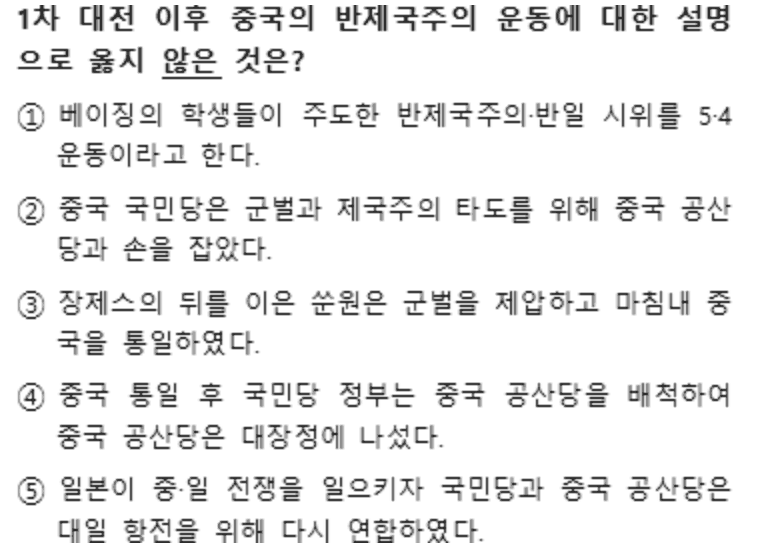 1차 대전 이후 중국의 반제국주의 운동에 대한 설명
으로 옳지 않은 것은?
① 베이징의 학생들이 주도한 반제국주의·반일 시위를 5·4
운동이라고 한다.
② 중국 국민당은 군벌과 제국주의 타도를 위해 중국 공산
당과 손을 잡았다.
③ 장제스의 뒤를 이은 쑨원은 군벌을 제압하고 마침내 중
국을 통일하였다.
④ 중국 통일 후 국민당 정부는 중국 공산당을 배척하여
중국 공산당은 대장정에 나섰다.
⑤ 일본이 중·일 전쟁을 일으키자 국민당과 중국 공산당은
대일 항전을 위해 다시 연합하였다.